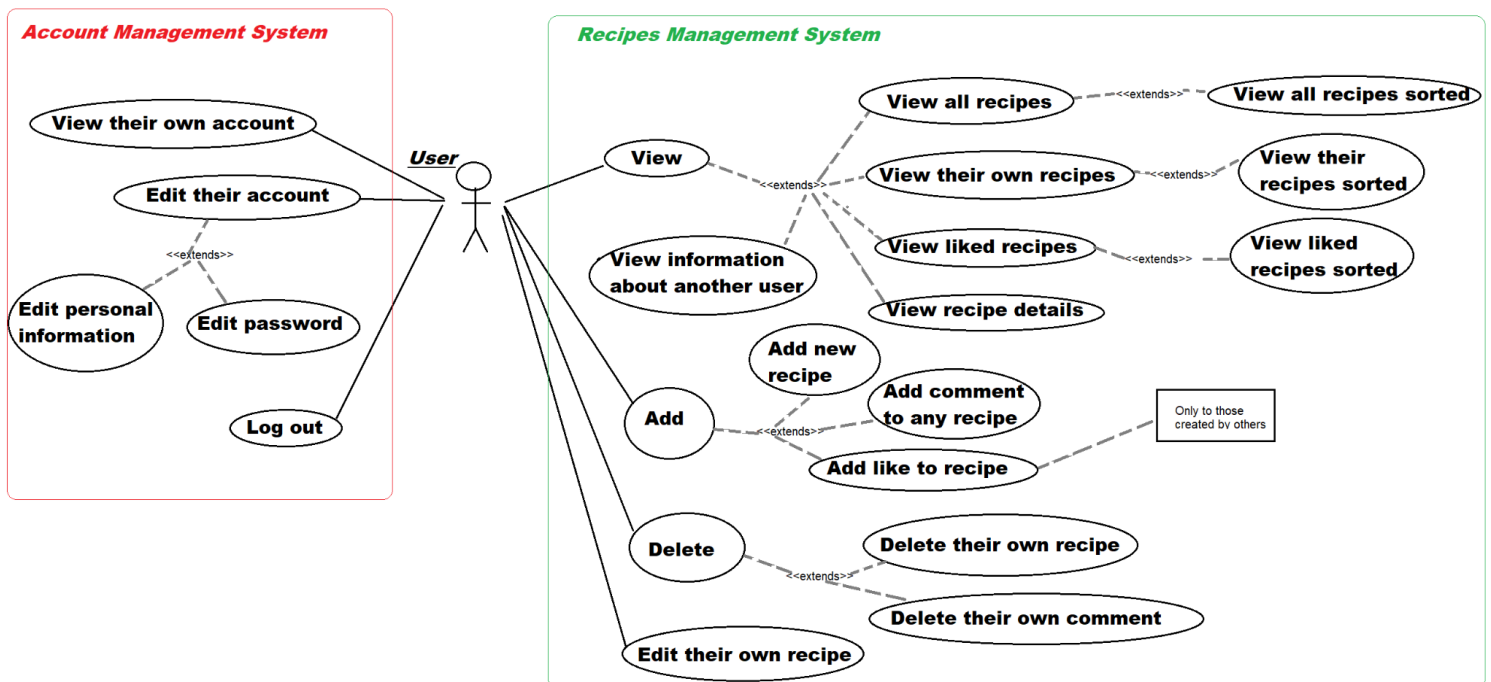 Account Management System
View their own account
Edit their account
<<extends>>
Edit personal
information
Edit password
Log out
User
Recipes Management System
View
<<extends>>
View all recipes
<<extends>>
View all recipes sorted
View their own recipes
<<extends>>
View their
recipes sorted
View liked recipes
<<extends>>
View liked
recipes sorted
View information
about another user
View recipe details
Add
<<extends>>
Add new
recipe
Add comment
to any recipe
Add like to recipe
Only to those
created by others
Delete
<<extends>>
Delete their own recipe
Delete their own comment
Edit their own recipe